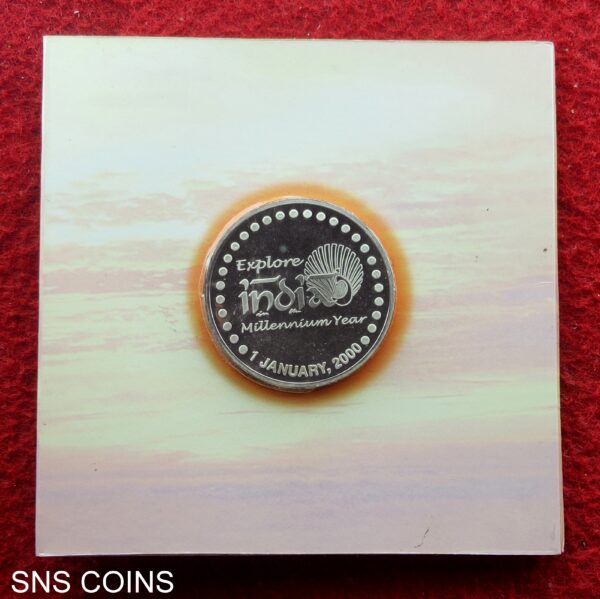 Explore
india
Millennium Year
1 JANUARY, 2000
SNS COINS